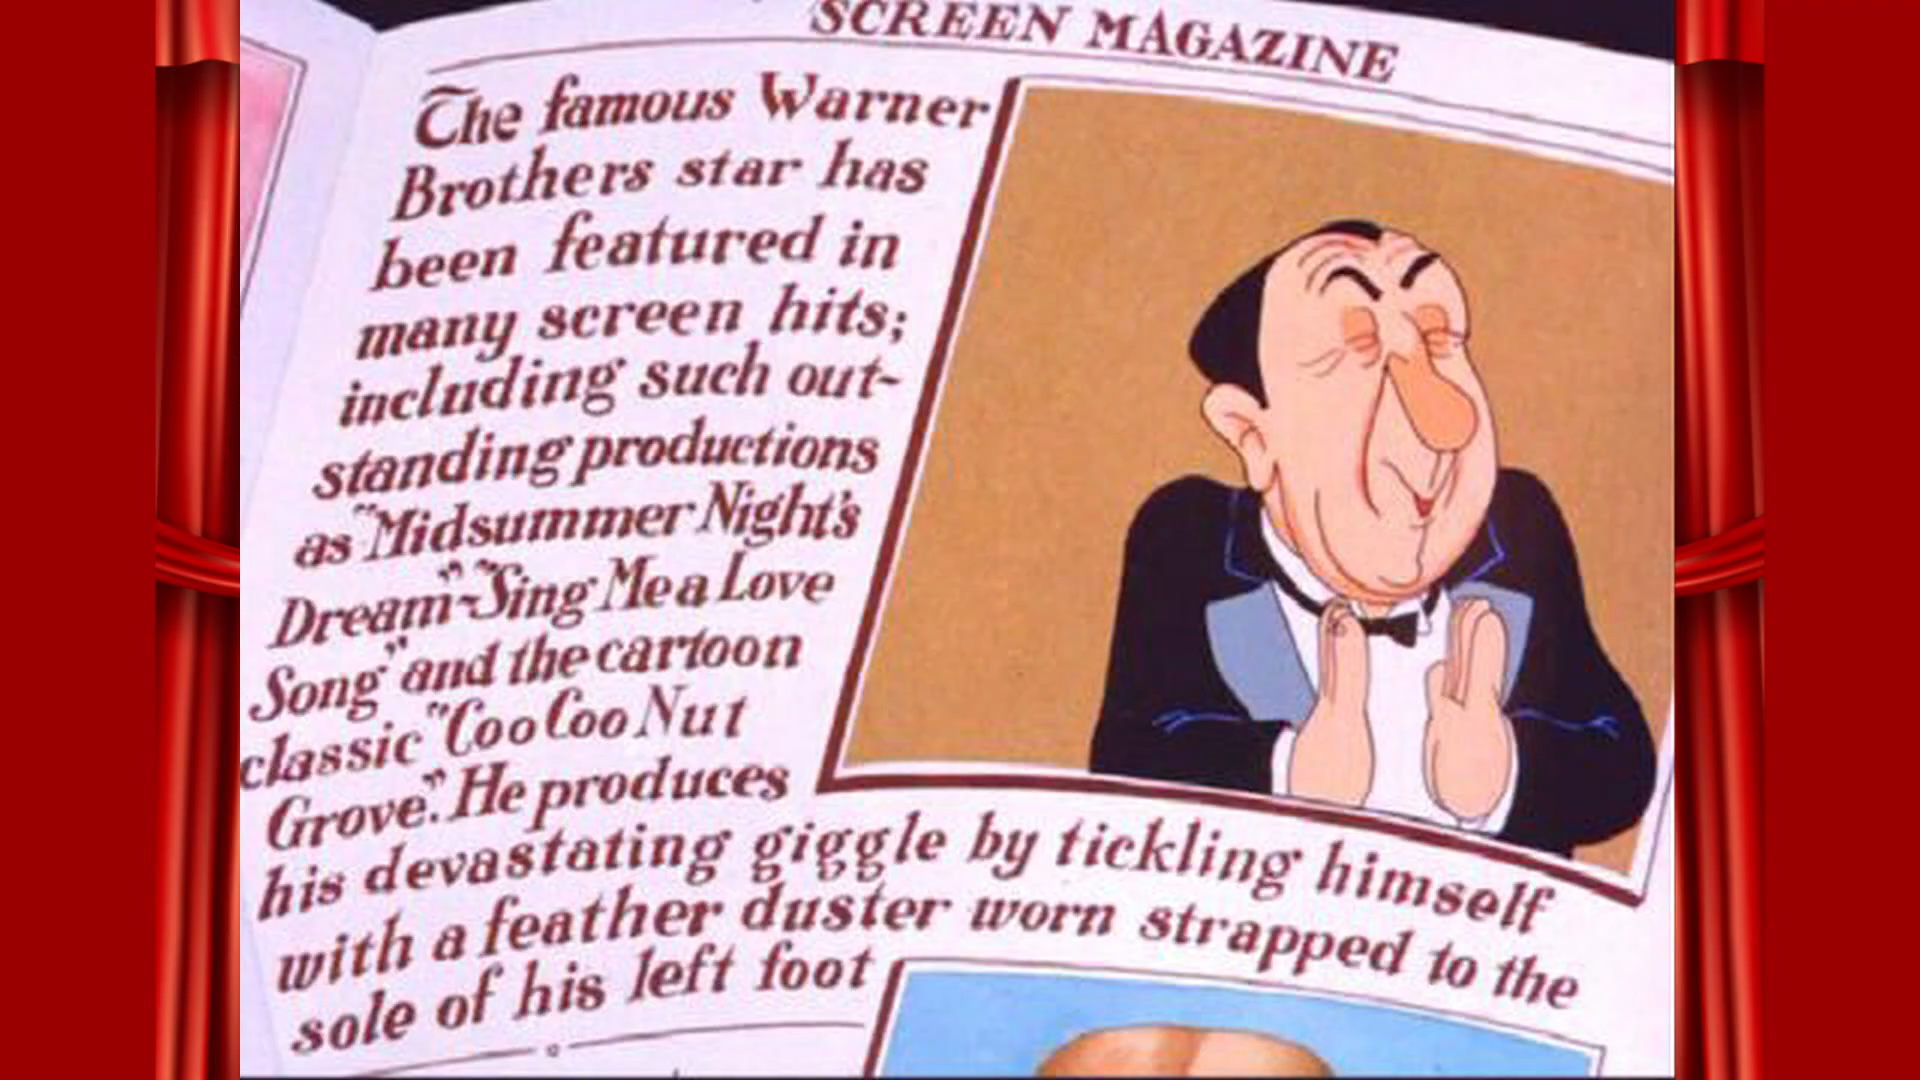 SCREEN MAGAZINE
The famous Warner
Brothers star has
been featured in
many screen hits;
including such out-
standing productions
as "Midsummer Night's
Dream"-"Sing Me a Love
Song" and the cartoon
classic "Coo Coo Nut
Grove." He produces
his devastating giggle by tickling himself
with a feather duster worn strapped to the
sole of his left foot